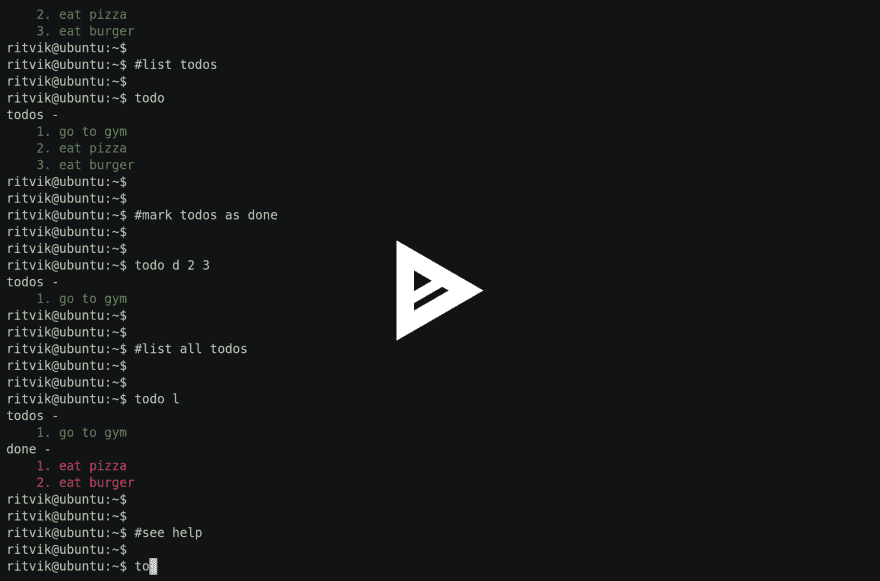 2. eat pizza
3. eat burger
ritvik@ubuntu:~$
ritvik@ubuntu:~$ #list todos
ritvik@ubuntu:~$
ritvik@ubuntu:~$ todo
todos -
1. go to gym
2. eat pizza
3. eat burger
ritvik@ubuntu:~$
ritvik@ubuntu:~$
ritvik@ubuntu:~$ #mark todos as done
ritvik@ubuntu:~$
ritvik@ubuntu:~$
ritvik@ubuntu:~$ todo d 2 3
todos -
1. go to gym
ritvik@ubuntu:~$
ritvik@ubuntu:~$
ritvik@ubuntu:~$ #list all todos
ritvik@ubuntu:~$
ritvik@ubuntu:~$
ritvik@ubuntu:~$ todo l
todos -
1. go to gym
done -
1. eat pizza
2. eat burger
ritvik@ubuntu:~$
ritvik@ubuntu:~$
ritvik@ubuntu:~$ #see help
ritvik@ubuntu:~$
ritvik@ubuntu:~$ to